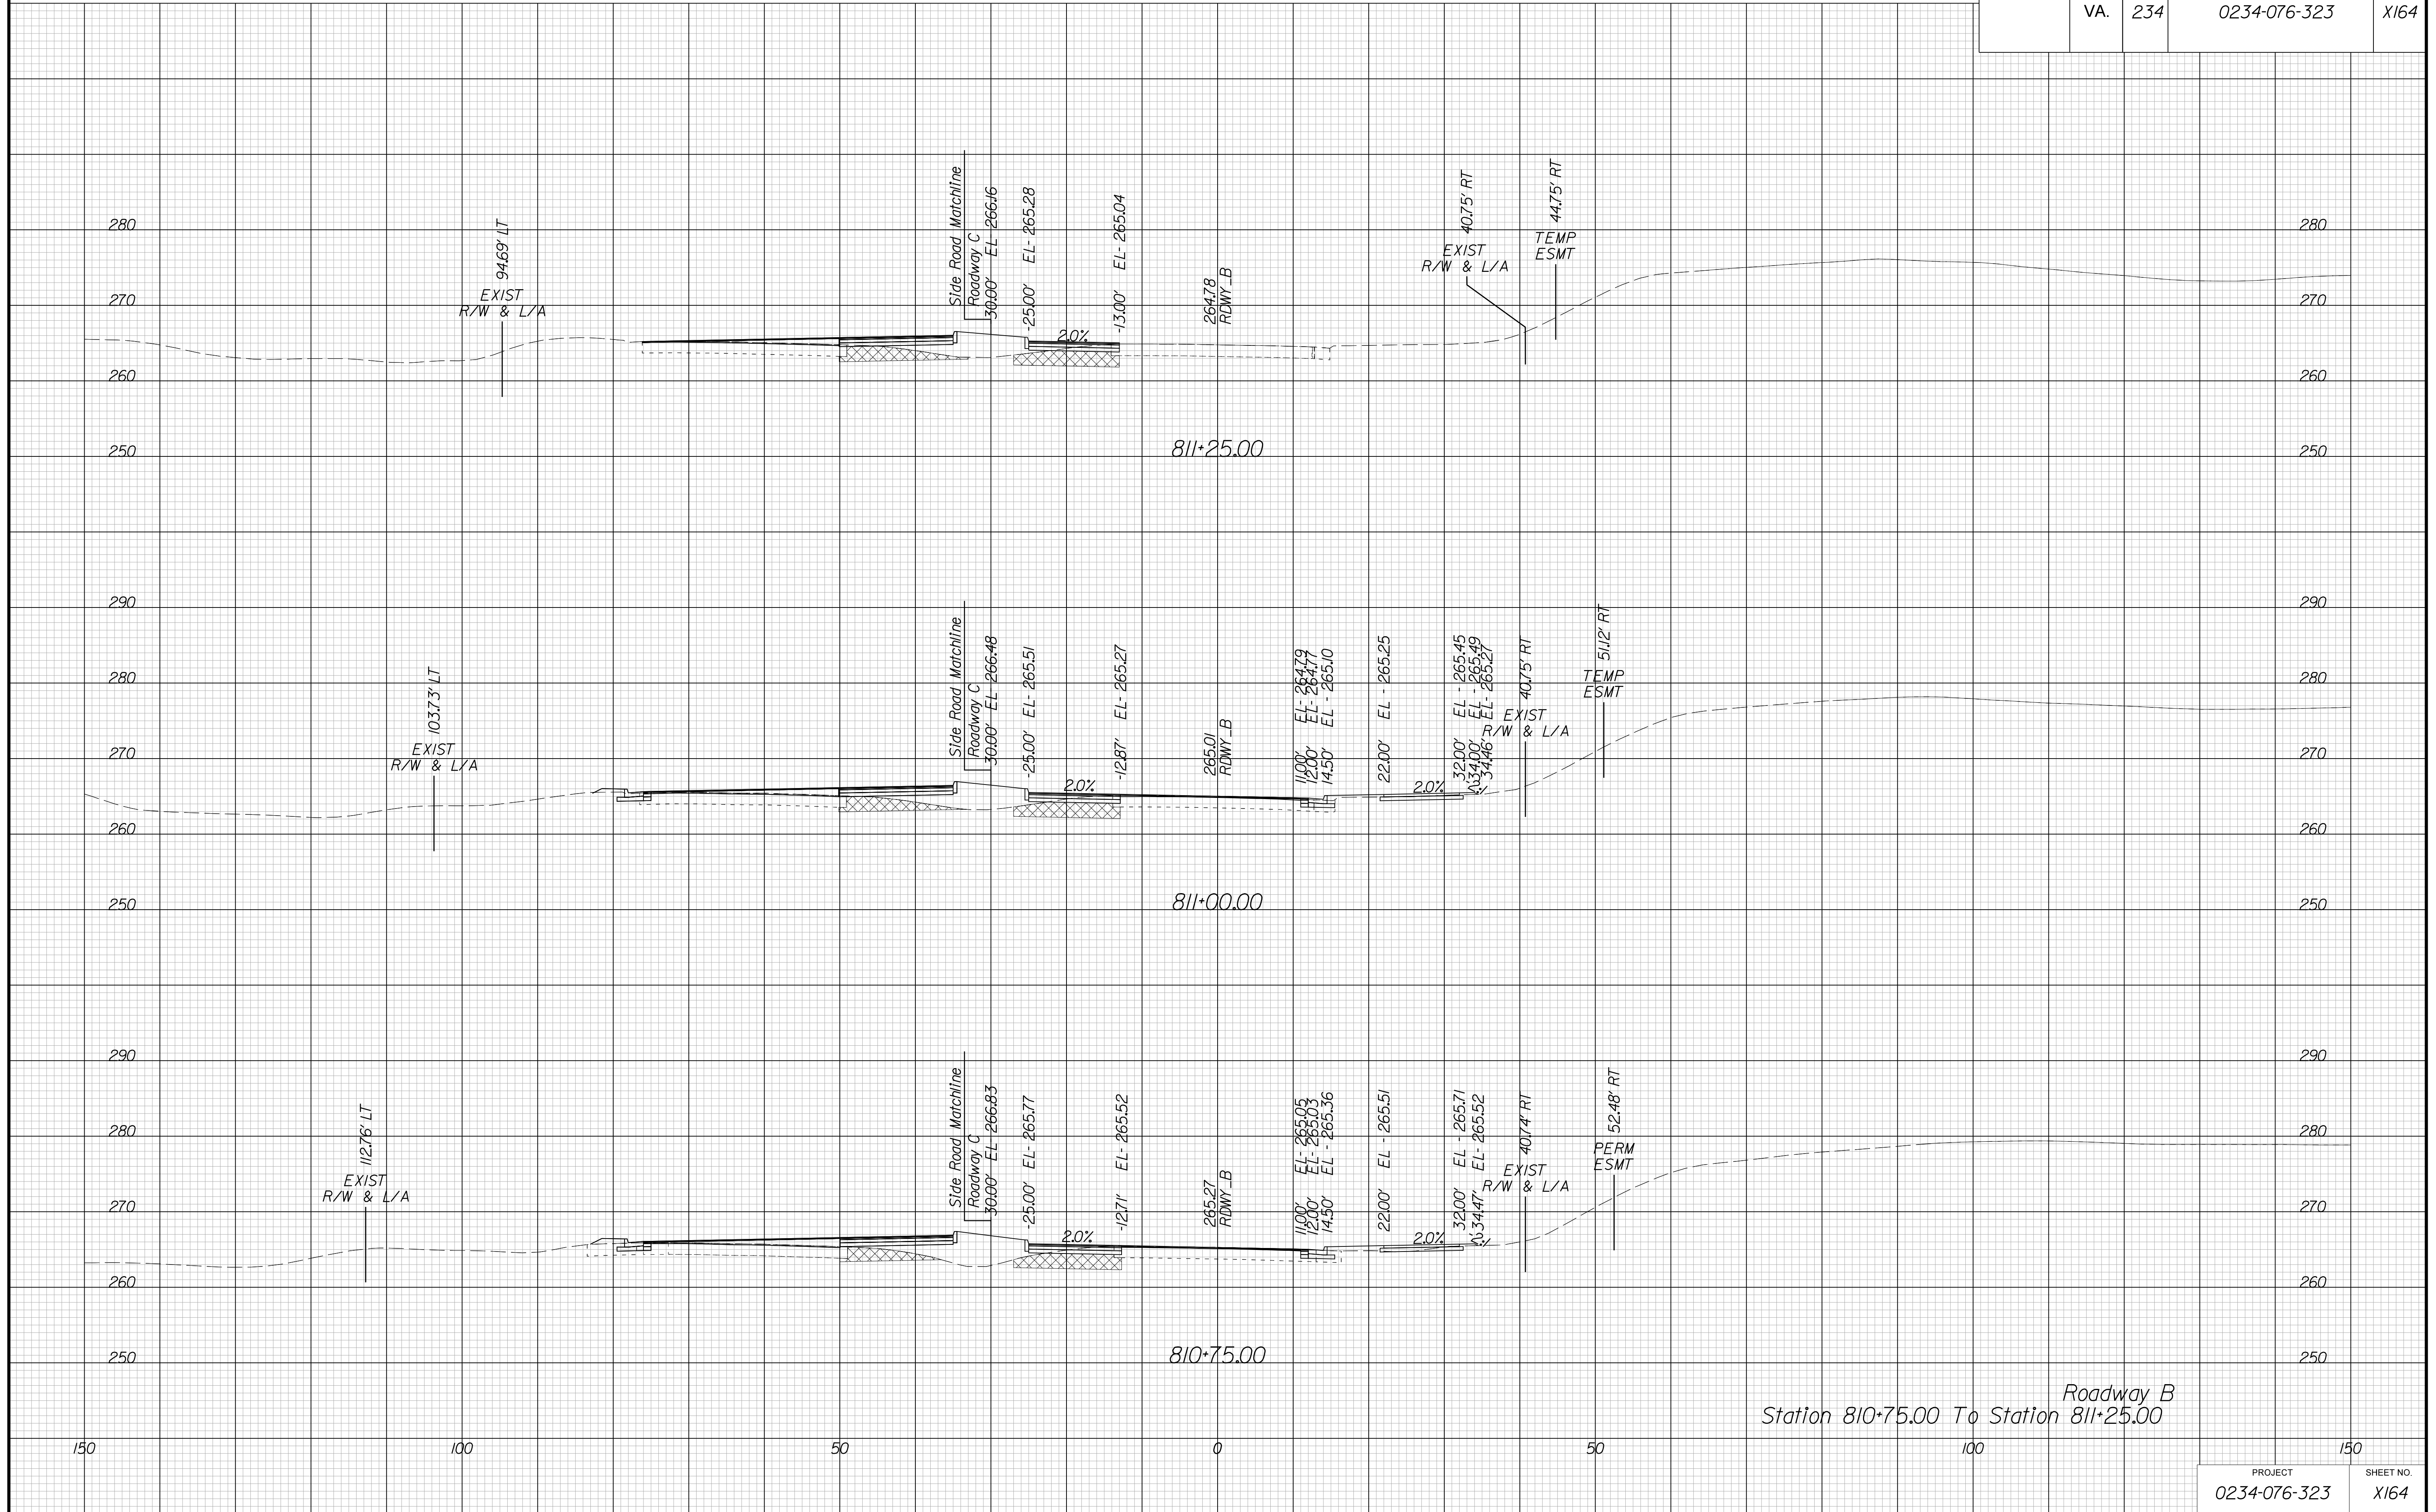 VA. 234 0234-076-323 X164
280 280
270 270
260 260
250 250
94.69' LT
EXIST
R/W & L/A
Side Road Matchline
Roadway C
30.00' EL 266.16
-25.00' EL- 265.28
-13.00' EL- 265.04
2.0%
264.78
RDWY_B
40.75' RT
EXIST
R/W & L/A
44.75' RT
TEMP
ESMT
811+25.00
290 290
280 280
270 270
260 260
250 250
103.73' LT
EXIST
R/W & L/A
Side Road Matchline
Roadway C
30.00' EL 266.48
-25.00' EL- 265.51
-12.87' EL- 265.27
2.0%
265.01
RDWY_B
11.00' EL- 264.79
12.00' EL- 264.77
14.50' EL - 265.10
22.00' EL - 265.25
32.00' EL - 265.45
34.00' EL - 265.49
34.46' EL- 265.27
2.0%
2:1
40.75' RT
EXIST
R/W & L/A
51.12' RT
TEMP
ESMT
811+00.00
290 290
280 280
270 270
260 260
250 250
112.76' LT
EXIST
R/W & L/A
Side Road Matchline
Roadway C
30.00' EL 266.83
-25.00' EL- 265.77
-12.71' EL- 265.52
2.0%
265.27
RDWY_B
11.00' EL- 265.05
12.00' EL- 265.03
14.50' EL - 265.36
22.00' EL - 265.51
32.00' EL - 265.71
34.47' EL- 265.52
2.0%
2:1
40.74' RT
EXIST
R/W & L/A
52.48' RT
PERM
ESMT
810+75.00
Roadway B
Station 810+75.00 To Station 811+25.00
150 100 50 0 50 100 150
PROJECT SHEET NO.
0234-076-323 X164